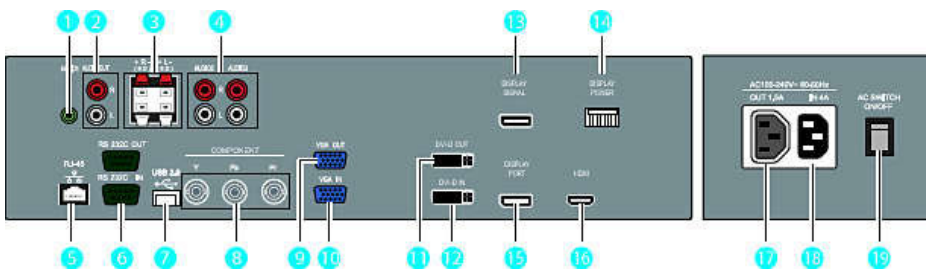 1 2 3 4 13 14
AUDIO OUT + R - + L -
R L
AUDIO2 AUDIO3
R L
DISPLAY SIGNAL
DISPLAY POWER
AC100-240V~ 50-60Hz
OUT 1,5A IN 4A
AC SWITCH
ON/OFF
RS 232C OUT
COMPONENT
VGA OUT
DVI-D OUT
DISPLAY PORT
HDMI
RJ-45
RS 232C IN
USB 2.0
Y Pb Pr
VGA IN
DVI-D IN
5 6 7 8 9 10 11 12 15 16 17 18 19